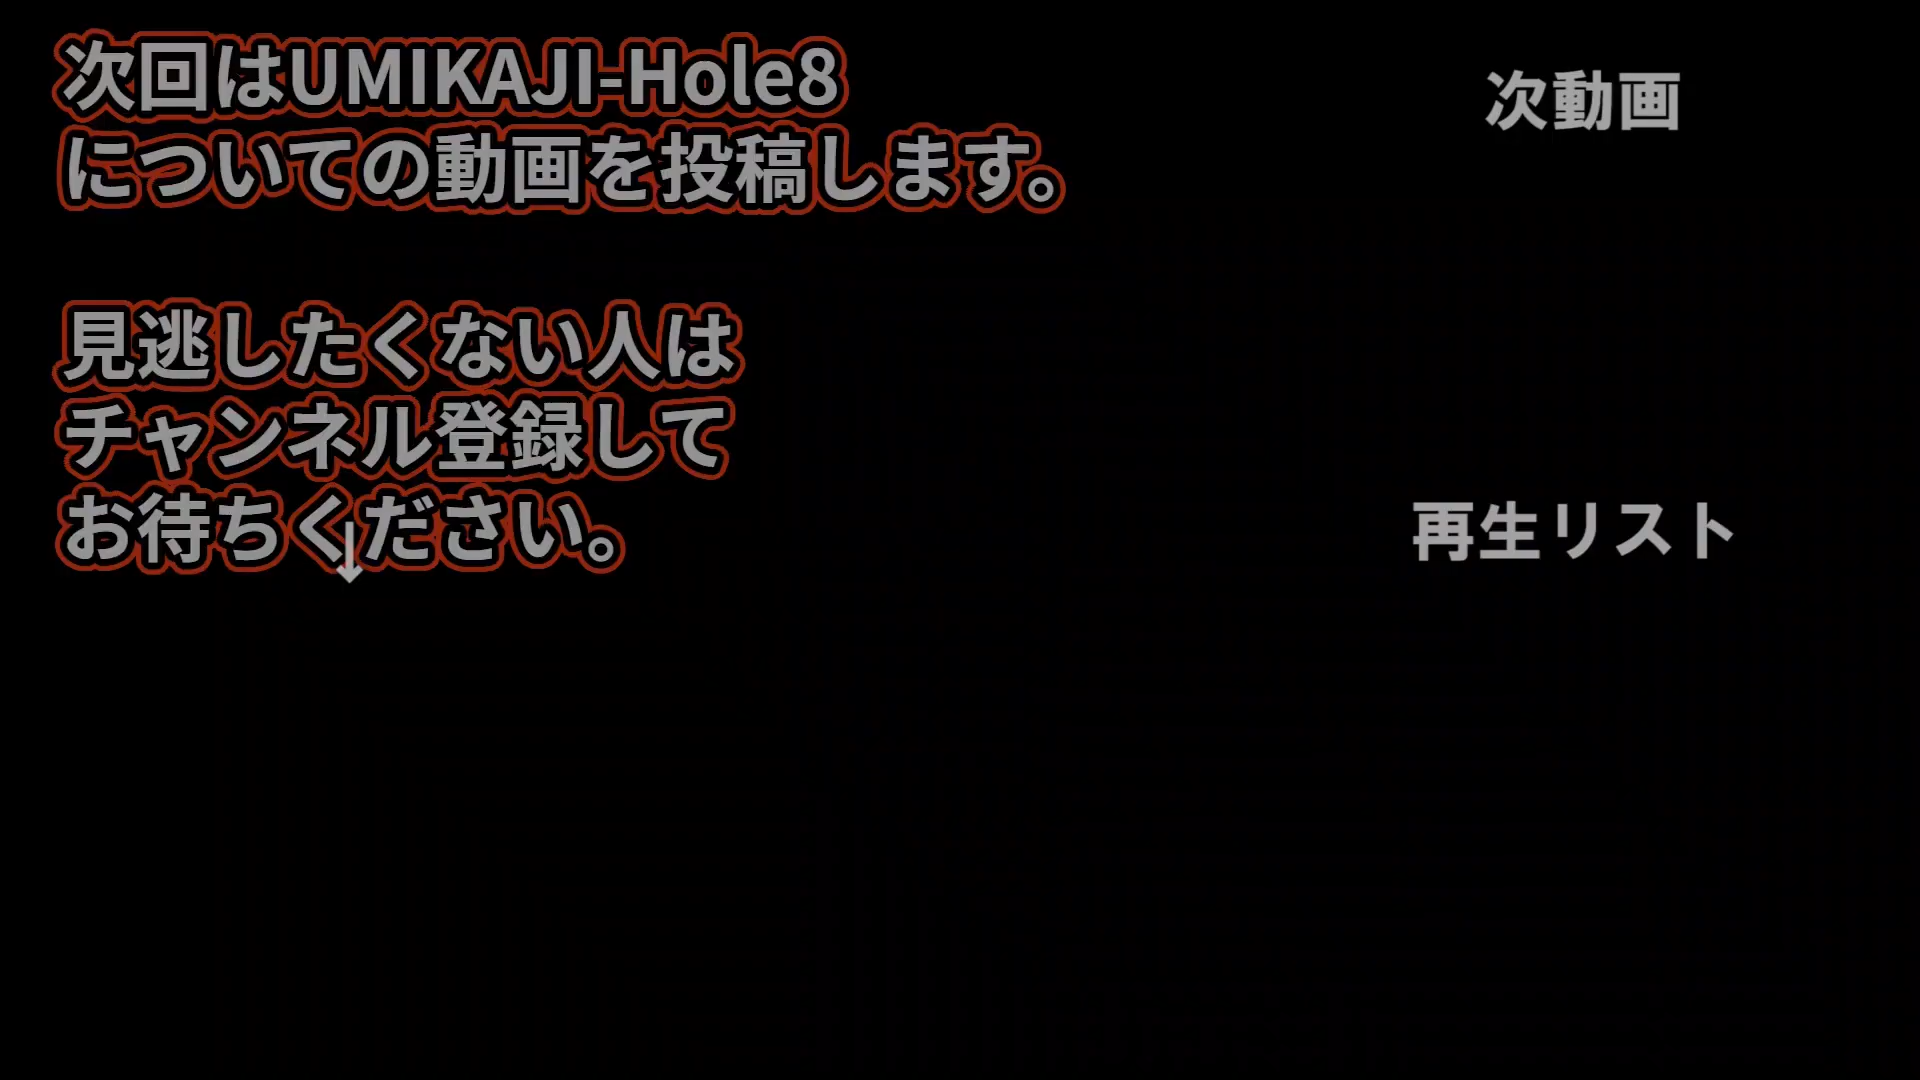 次回はUMIKAJI-Hole8
についての動画を投稿します。
見逃したくない人は
チャンネル登録して
お待ちください。
↓
次動画
再生リスト